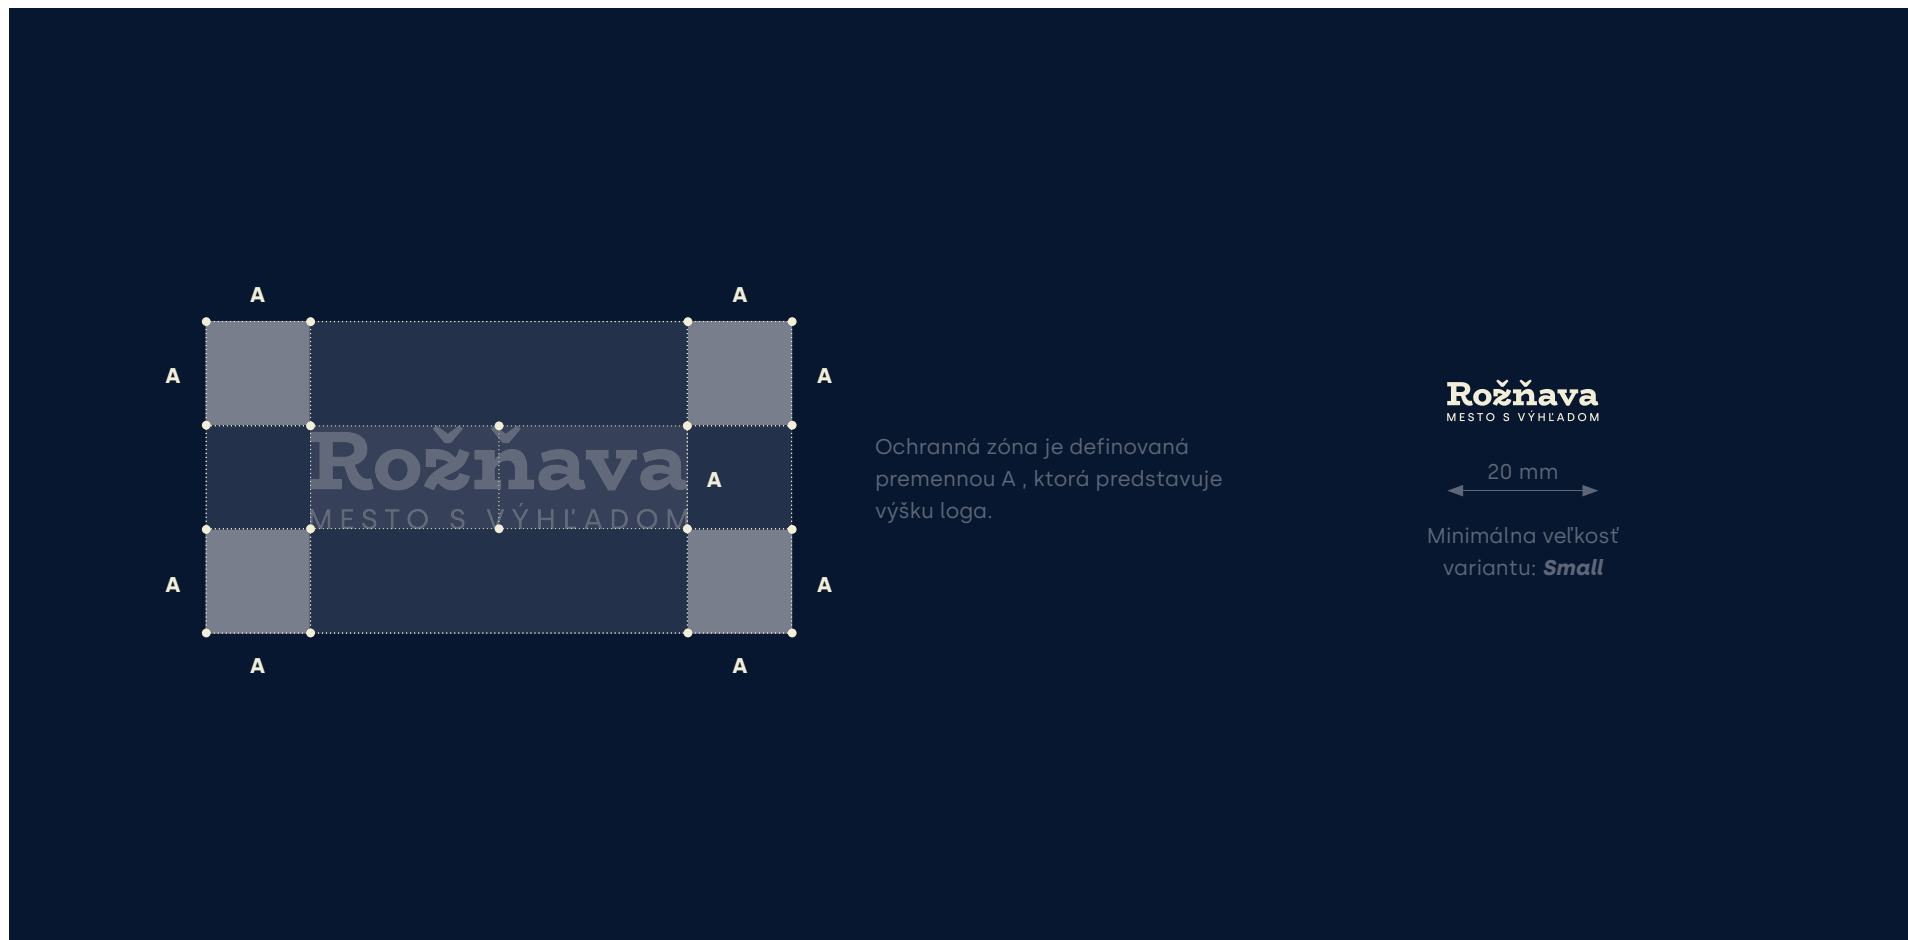 A A
A A
Rožňava
MESTO S VÝHĽADOM
A
A A
A A
Ochranná zóna je definovaná
premennou A , ktorá predstavuje
výšku loga.
Rožňava
MESTO S VÝHĽADOM
20 mm
Minimálna veľkosť
variantu: Small